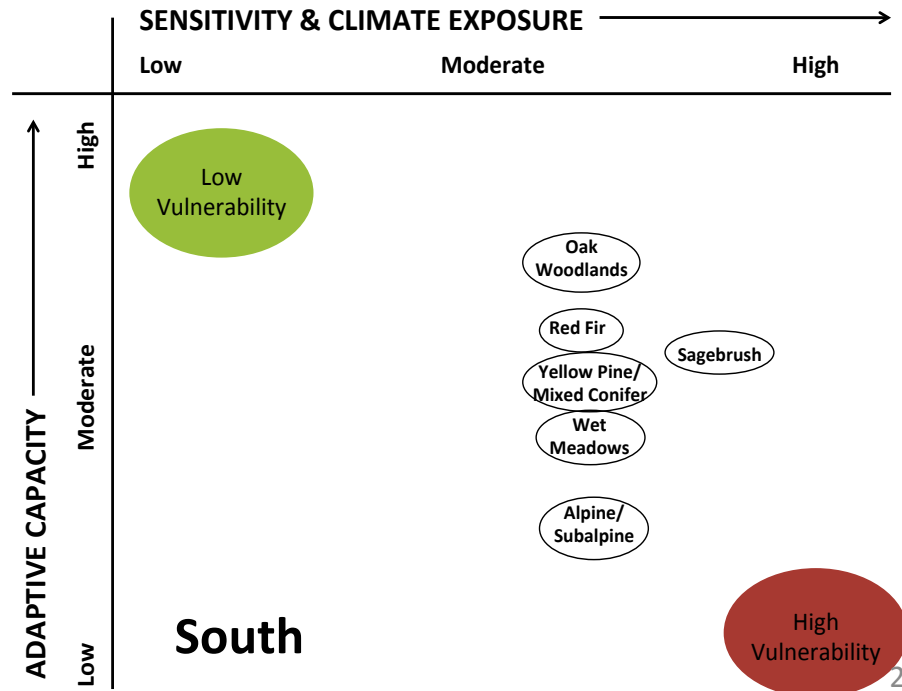 SENSITIVITY & CLIMATE EXPOSURE
Low
Moderate
High
ADAPTIVE CAPACITY
High
Moderate
Low
Low
Vulnerability
Oak
Woodlands
Red Fir
Sagebrush
Yellow Pine/
Mixed Conifer
Wet
Meadows
Alpine/
Subalpine
South
High
Vulnerability
2